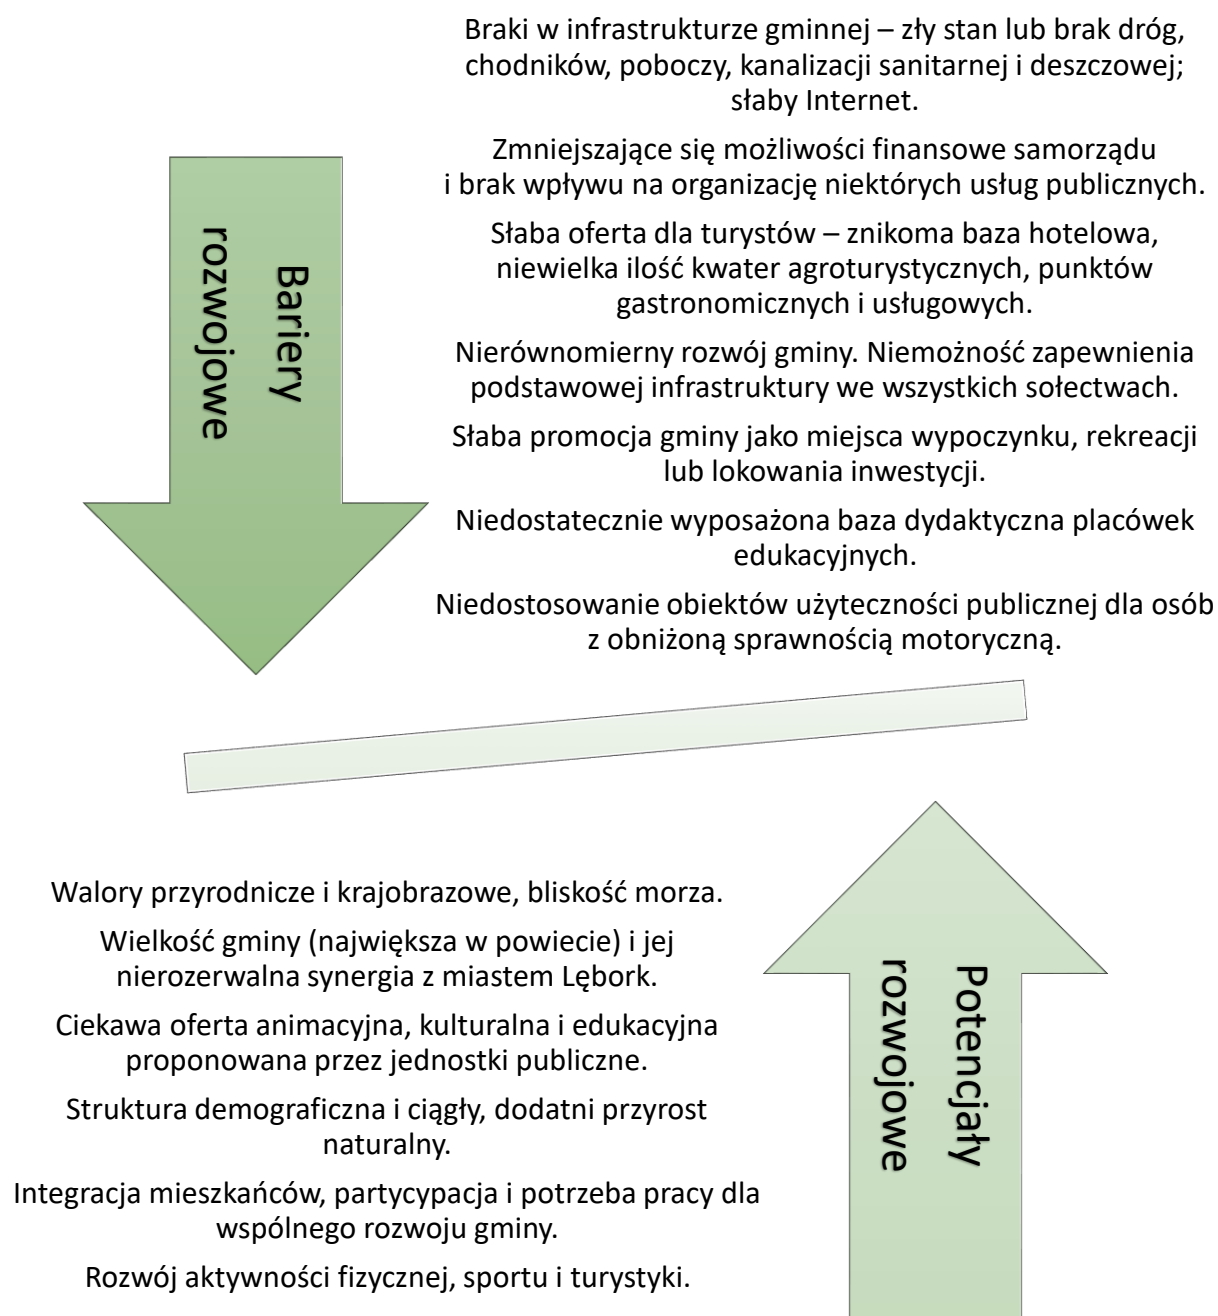 Braki w infrastrukturze gminnej – zły stan lub brak dróg,
chodników, poboczy, kanalizacji sanitarnej i deszczowej;
słaby Internet.
Zmniejszające się możliwości finansowe samorządu
i brak wpływu na organizację niektórych usług publicznych.
Słaba oferta dla turystów – znikoma baza hotelowa,
niewielka ilość kwater agroturystycznych, punktów
gastronomicznych i usługowych.
Nierównomierny rozwój gminy. Niemożność zapewnienia
podstawowej infrastruktury we wszystkich sołectwach.
Słaba promocja gminy jako miejsca wypoczynku, rekreacji
lub lokowania inwestycji.
Niedostatecznie wyposażona baza dydaktyczna placówek
edukacyjnych.
Niedostosowanie obiektów użyteczności publicznej dla osób
z obniżoną sprawnością motoryczną.
Bariery
rozwojowe
Walory przyrodnicze i krajobrazowe, bliskość morza.
Wielkość gminy (największa w powiecie) i jej
nierozerwalna synergia z miastem Lębork.
Ciekawa oferta animacyjna, kulturalna i edukacyjna
proponowana przez jednostki publiczne.
Struktura demograficzna i ciągły, dodatni przyrost
naturalny.
Integracja mieszkańców, partycypacja i potrzeba pracy dla
wspólnego rozwoju gminy.
Rozwój aktywności fizycznej, sportu i turystyki.
Potencjały
rozwojowe